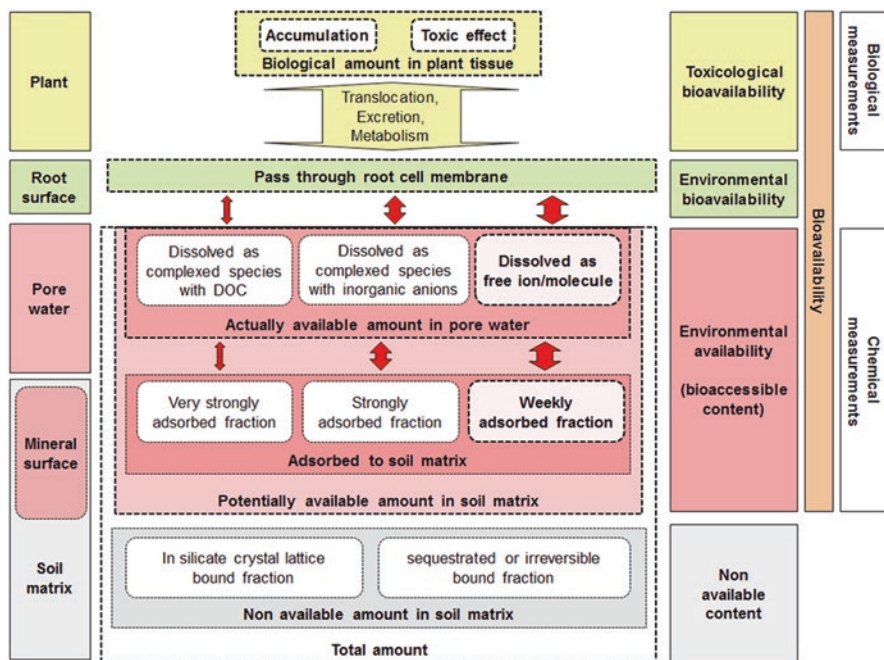 Plant
Accumulation
Toxic effect
Biological amount in plant tissue
Translocation,
Excretion,
Metabolism
Toxicological
bioavailability
Biological
measurements
Root
surface
Pass through root cell membrane
Environmental
bioavailability
Bioavailability
Pore
water
Dissolved as
complexed species
with DOC
Dissolved as
complexed species
with inorganic anions
Dissolved as
free ion/molecule
Actually available amount in pore water
Environmental
availability
(bioaccessible
content)
Chemical
measurements
Mineral
surface
Very strongly
adsorbed fraction
Strongly
adsorbed fraction
Weekly
adsorbed fraction
Adsorbed to soil matrix
Potentially available amount in soil matrix
Soil
matrix
In silicate crystal lattice
bound fraction
sequestrated or irreversible
bound fraction
Non available amount in soil matrix
Non
available
content
Total amount